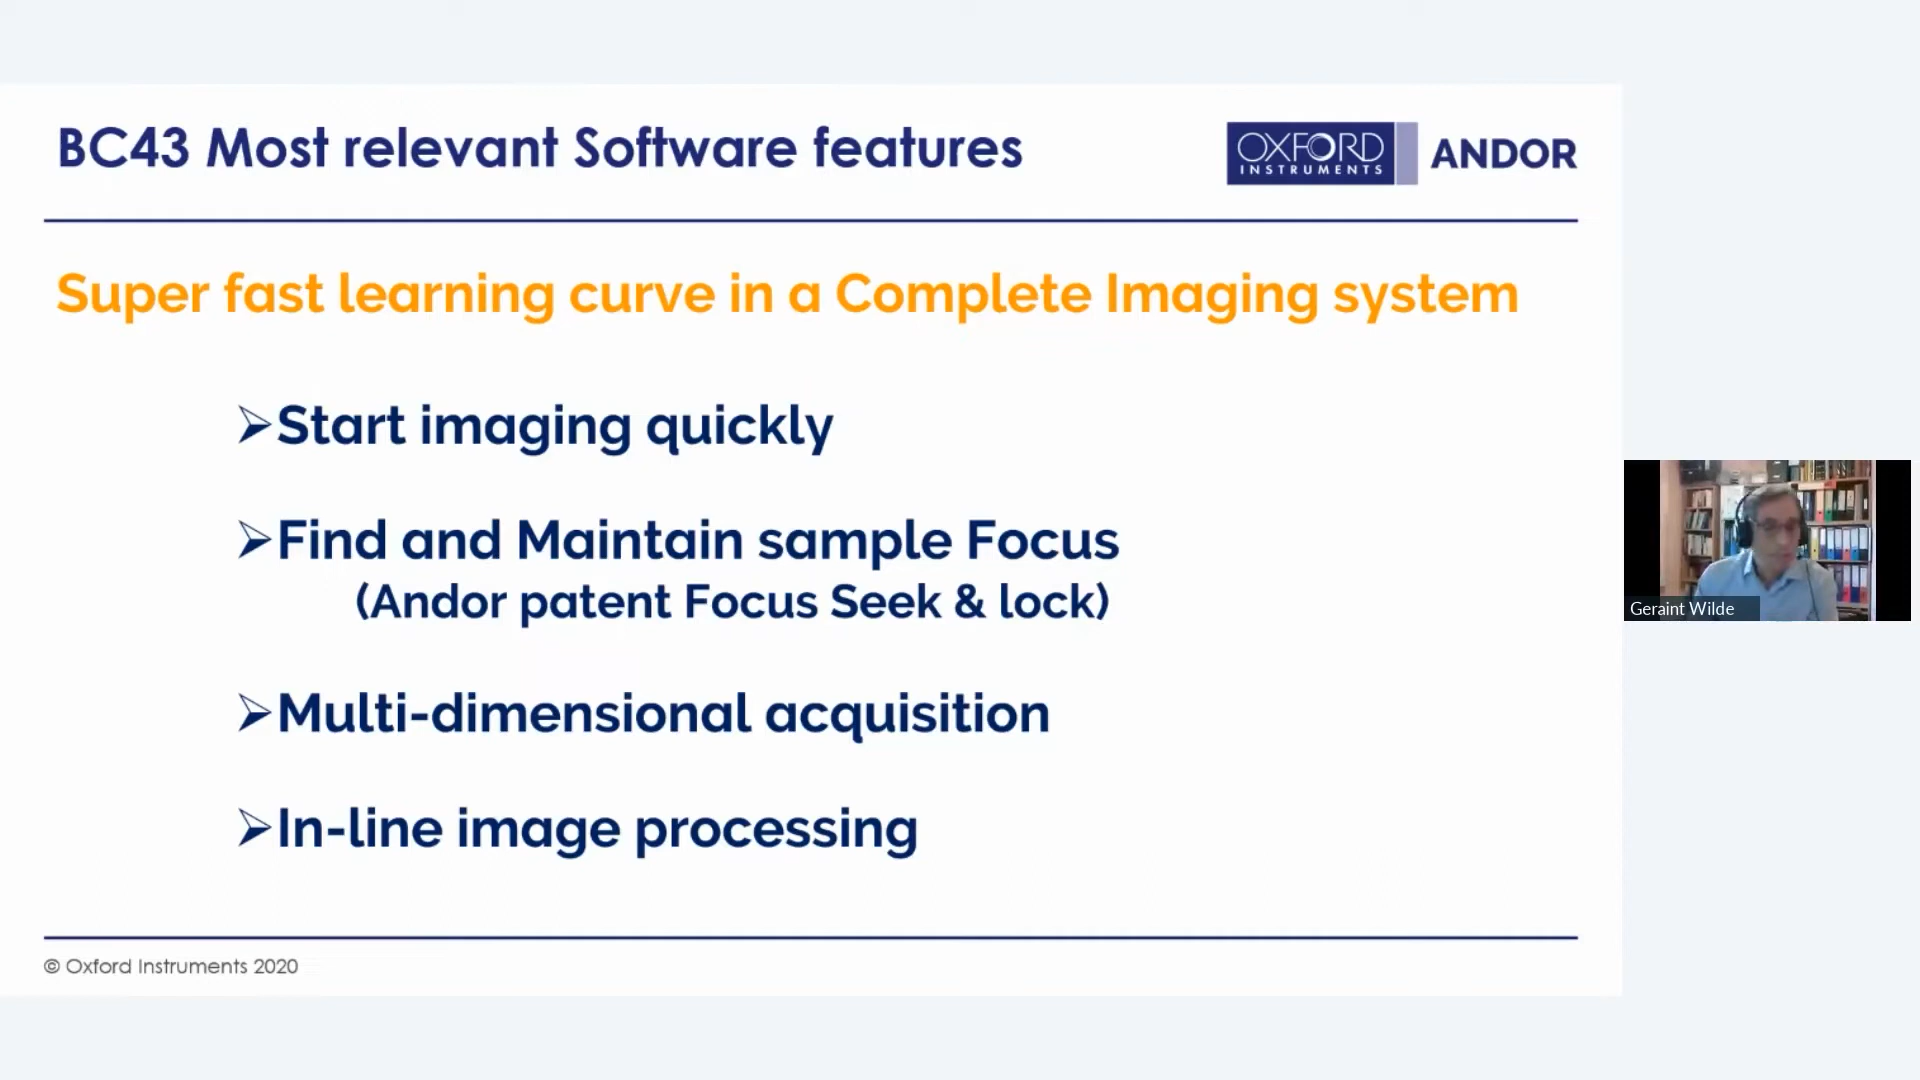 BC43 Most relevant Software features
OXFORD
INSTRUMENTS
ANDOR
Super fast learning curve in a Complete Imaging system
➢Start imaging quickly
➢Find and Maintain sample Focus
(Andor patent Focus Seek & lock)
➢Multi-dimensional acquisition
➢In-line image processing
Geraint Wilde
© Oxford Instruments 2020